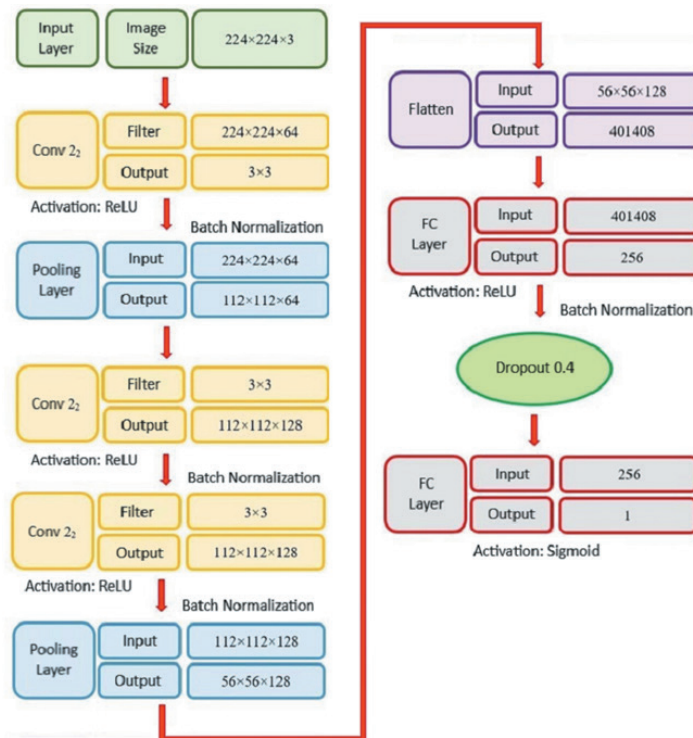 Input Layer
Image Size
224×224×3
Conv 2₂
Filter
224×224×64
Output
3×3
Activation: ReLU
Batch Normalization
Pooling Layer
Input
224×224×64
Output
112×112×64
Conv 2₂
Filter
3×3
Output
112×112×128
Activation: ReLU
Batch Normalization
Conv 2₂
Filter
3×3
Output
112×112×128
Activation: ReLU
Batch Normalization
Pooling Layer
Input
112×112×128
Output
56×56×128
Flatten
Input
56×56×128
Output
401408
FC Layer
Input
401408
Output
256
Activation: ReLU
Batch Normalization
Dropout 0.4
FC Layer
Input
256
Output
1
Activation: Sigmoid